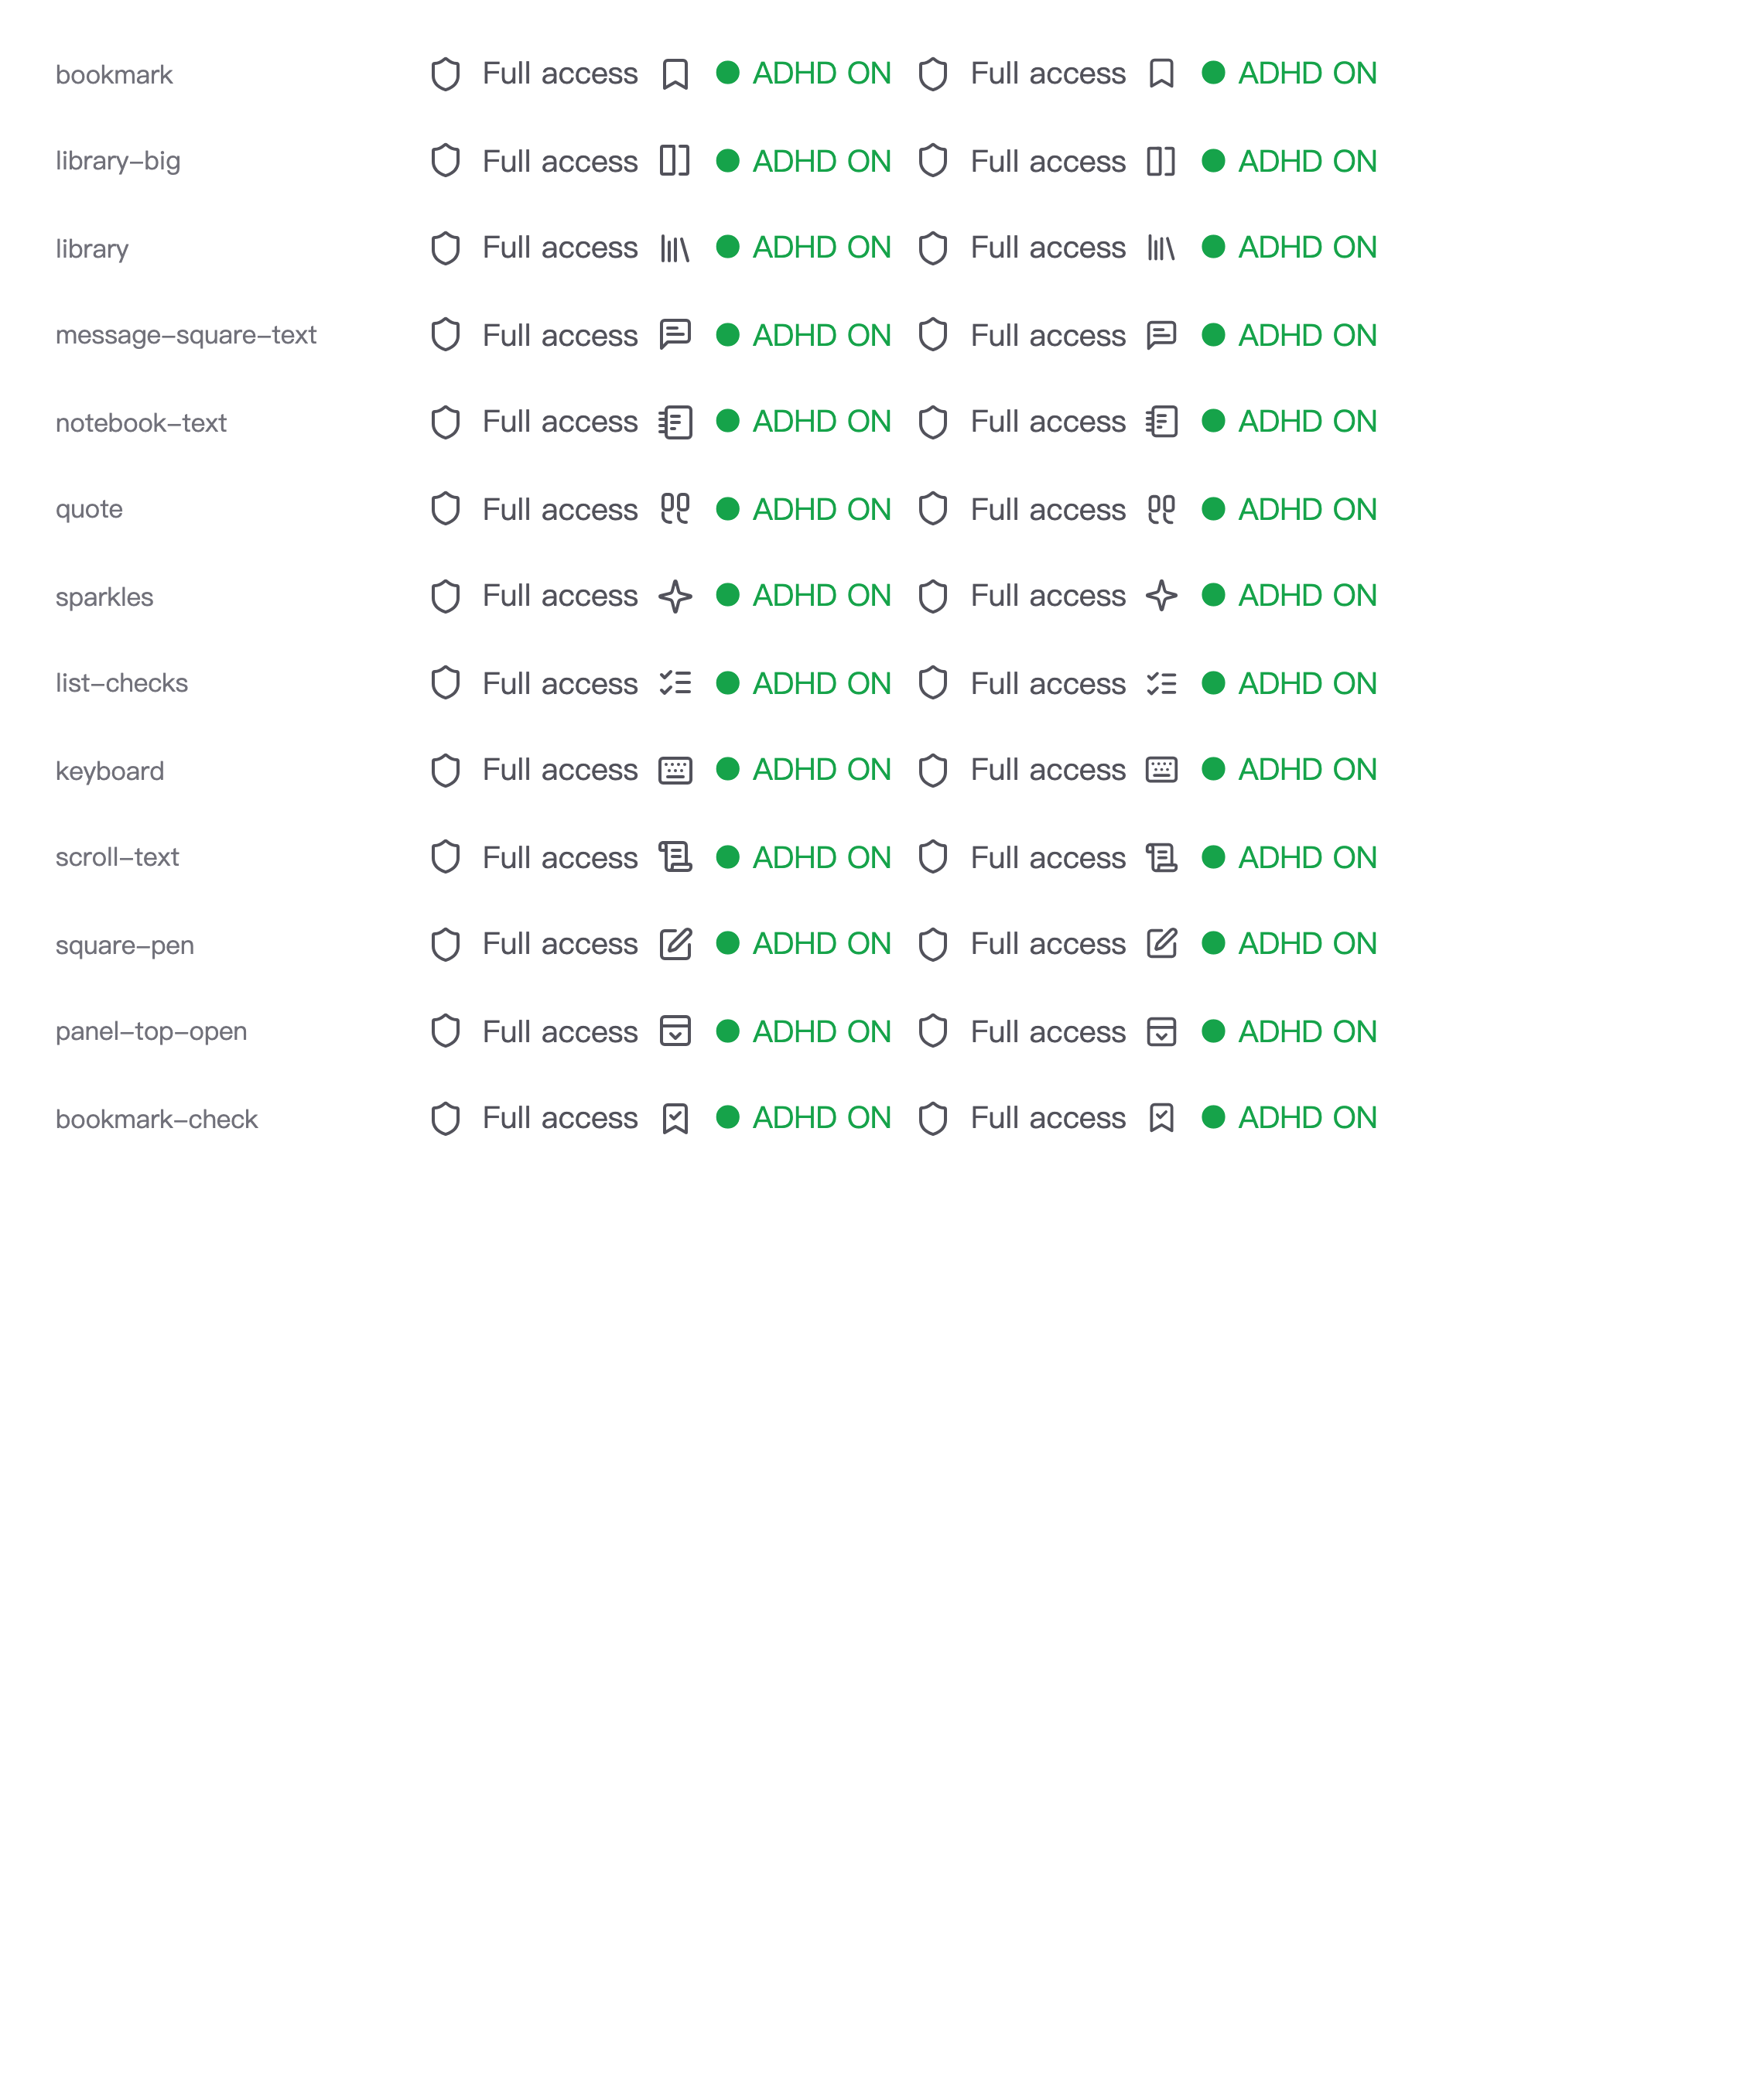 bookmark Full access ADHD ON Full access ADHD ON
library-big Full access ADHD ON Full access ADHD ON
library Full access ADHD ON Full access ADHD ON
message-square-text Full access ADHD ON Full access ADHD ON
notebook-text Full access ADHD ON Full access ADHD ON
quote Full access ADHD ON Full access ADHD ON
sparkles Full access ADHD ON Full access ADHD ON
list-checks Full access ADHD ON Full access ADHD ON
keyboard Full access ADHD ON Full access ADHD ON
scroll-text Full access ADHD ON Full access ADHD ON
square-pen Full access ADHD ON Full access ADHD ON
panel-top-open Full access ADHD ON Full access ADHD ON
bookmark-check Full access ADHD ON Full access ADHD ON